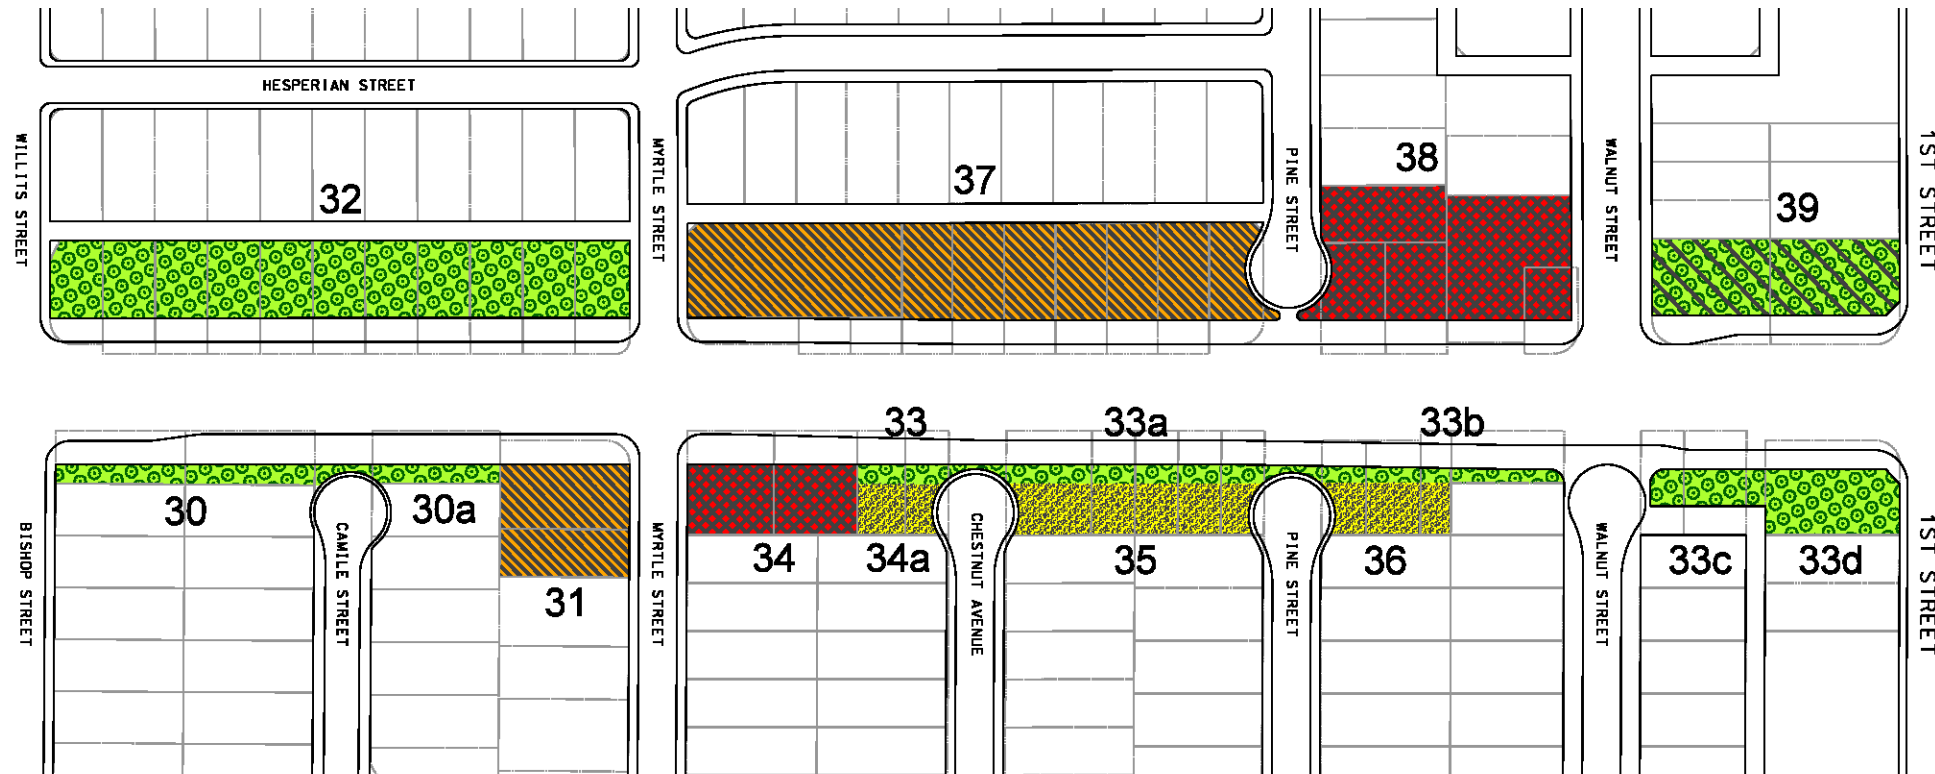 HESPERIAN STREET
WILLITS STREET
32
MYRTLE STREET
37
PINE STREET
38
WALNUT STREET
39
1ST STREET
33
33a
33b
BISHOP STREET
30
CAMILE STREET
30a
31
MYRTLE STREET
34
34a
CHESTNUT AVENUE
35
PINE STREET
36
WALNUT STREET
33c
33d
1ST STREET